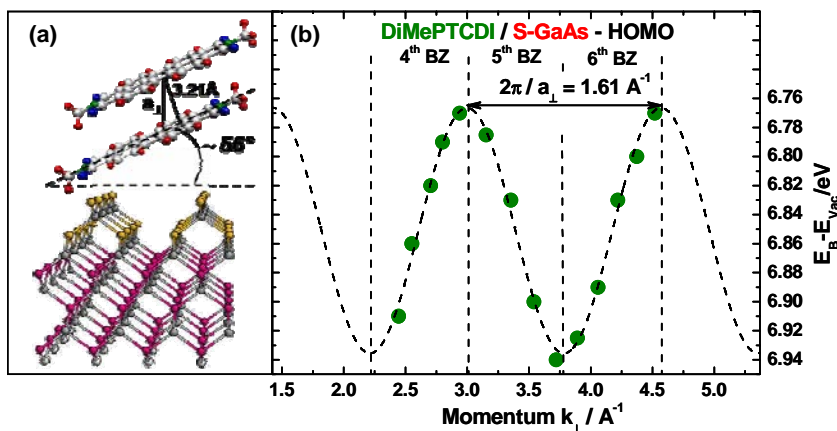 (a)
3.21Å
a⊥
~56°
(b)
DiMePTCDI / S-GaAs - HOMO
4th BZ 5th BZ 6th BZ
2π / a⊥ = 1.61 A-1
6.76
6.78
6.80
6.82
6.84
6.86
6.88
6.90
6.92
6.94
EB-EVac/eV
1.5 2.0 2.5 3.0 3.5 4.0 4.5 5.0
Momentum k⊥ / A-1